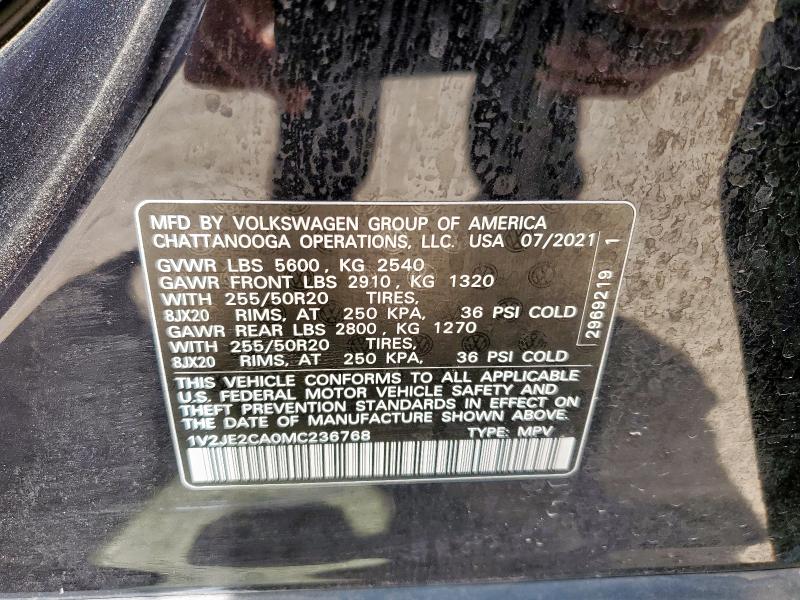 MFD BY VOLKSWAGEN GROUP OF AMERICA
CHATTANOOGA OPERATIONS, LLC. USA 07/2021
GVWR LBS 5600, KG 2540
GAWR FRONT LBS 2910, KG 1320
WITH 255/50R20 TIRES,
8JX20 RIMS, AT 250 KPA, 36 PSI COLD
GAWR REAR LBS 2800, KG 1270
WITH 255/50R20 TIRES,
8JX20 RIMS, AT 250 KPA, 36 PSI COLD
THIS VEHICLE CONFORMS TO ALL APPLICABLE
U.S. FEDERAL MOTOR VEHICLE SAFETY AND
THEFT PREVENTION STANDARDS IN EFFECT ON
THE DATE OF MANUFACTURE SHOWN ABOVE.
1V2JE2CA0MC236768 TYPE: MPV
2969219 1